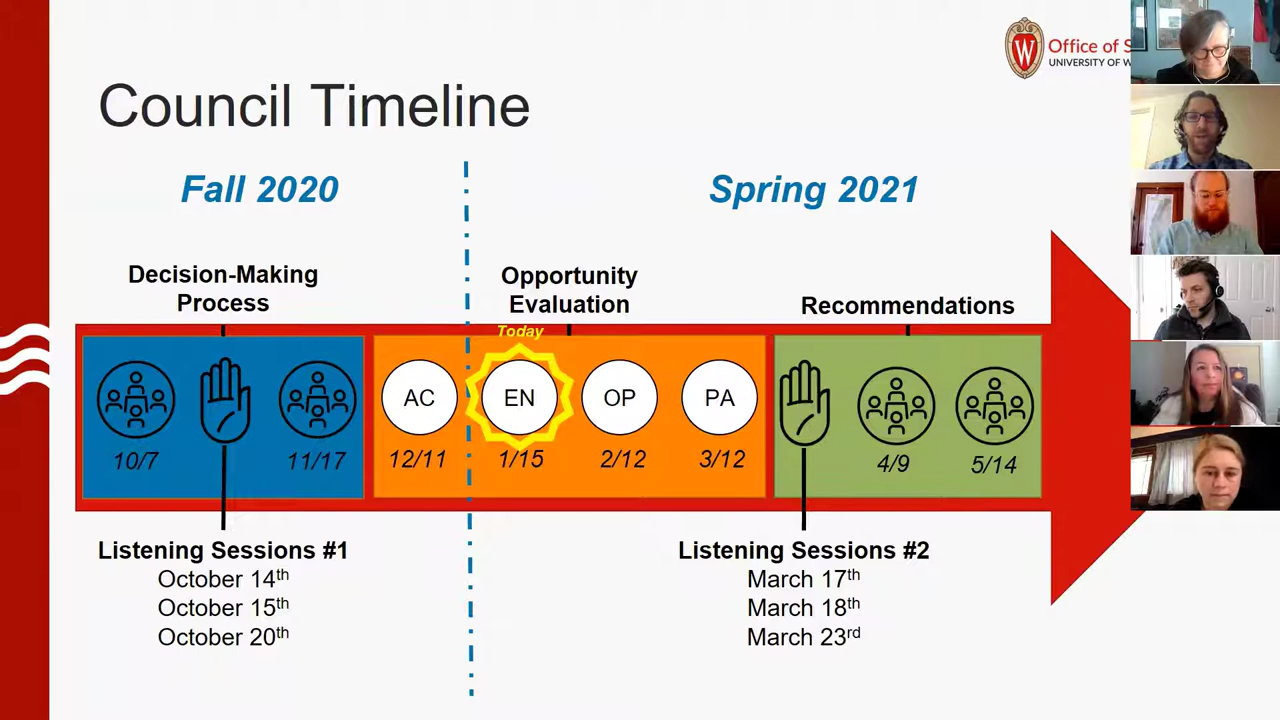 Office of
UNIVERSITY OF
Council Timeline
Fall 2020
Spring 2021
Decision-Making
Process
Opportunity
Evaluation
Recommendations
Today
AC
EN
OP
PA
10/7
11/17
12/11
1/15
2/12
3/12
4/9
5/14
Listening Sessions #1
October 14th
October 15th
October 20th
Listening Sessions #2
March 17th
March 18th
March 23rd
W